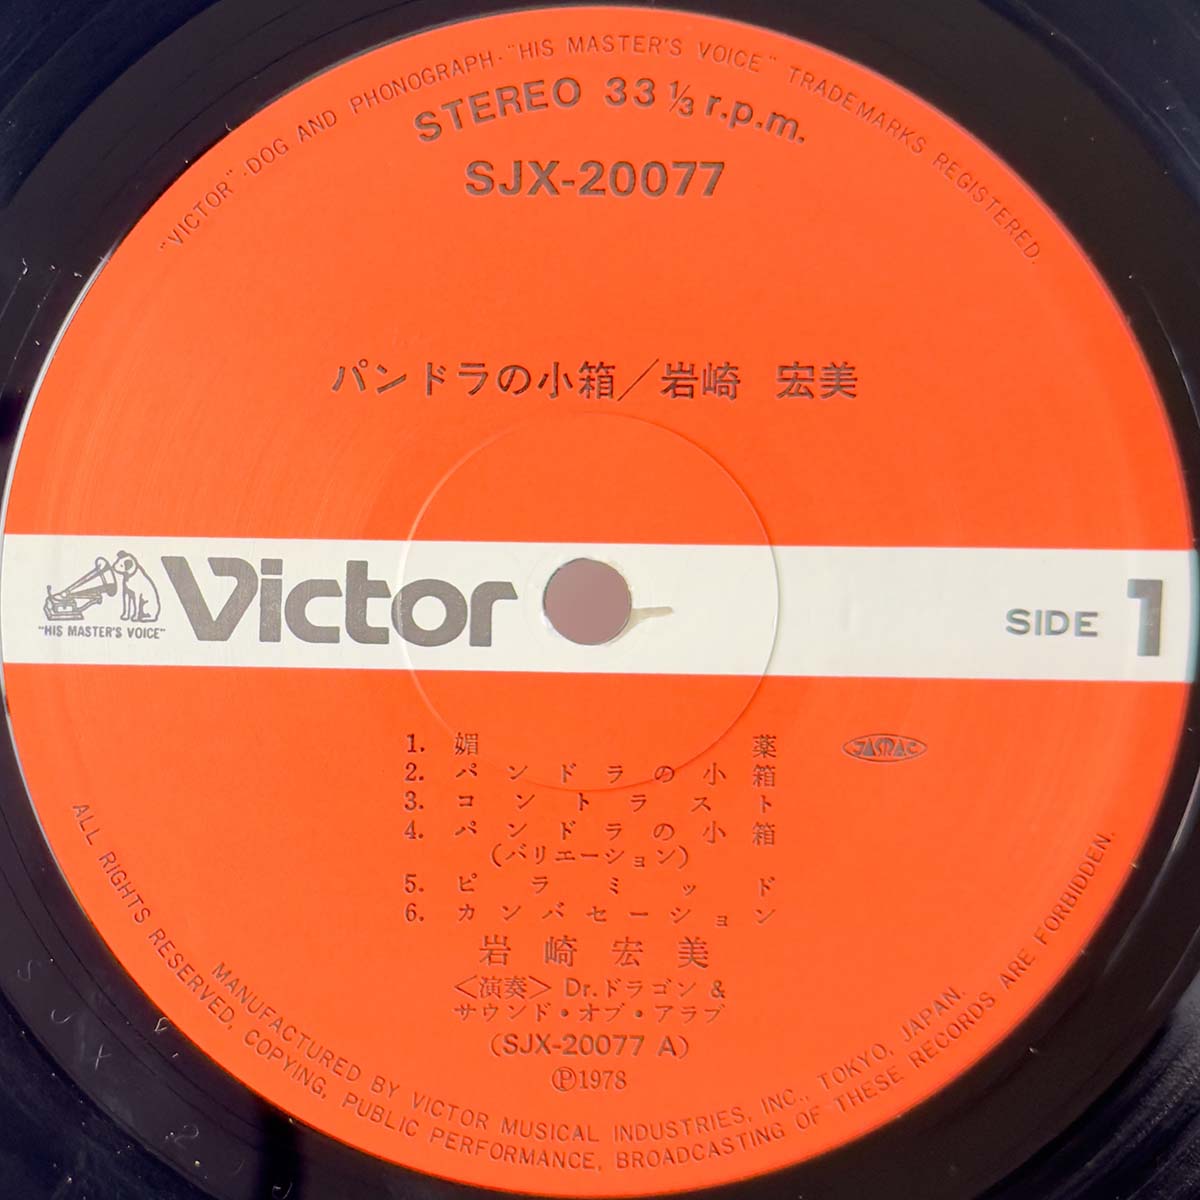 "VICTOR"·DOG AND PHONOGRAPH·"HIS MASTER'S VOICE" TRADEMARKS REGISTERED.
STEREO 33 ⅓ r.p.m.
SJX-20077
パンドラの小箱／岩崎 宏美
"HIS MASTER'S VOICE"
Victor
SIDE 1
1. 媚薬
2. パンドラの小箱
3. コントラスト
4. パンドラの小箱
(バリエーション)
5. ピラミッド
6. カンバセーション
JASRAC
岩崎宏美
〈演奏〉Dr.ドラゴン &
サウンド・オブ・アラブ
(SJX-20077 A)
Ⓟ1978
MANUFACTURED BY VICTOR MUSICAL INDUSTRIES, INC., TOKYO, JAPAN.
ALL RIGHTS RESERVED, COPYING, PUBLIC PERFORMANCE, BROADCASTING OF THESE RECORDS ARE FORBIDDEN.